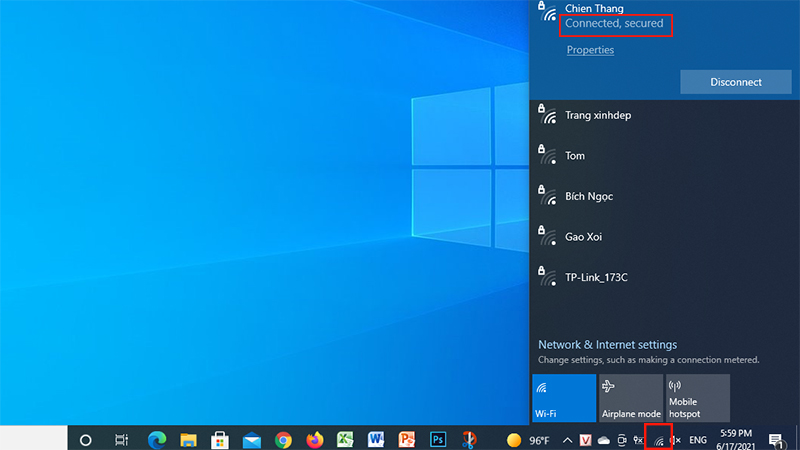 Chien Thang
Connected, secured
Properties
Disconnect
Trang xinhdep
Tom
Bích Ngọc
Gao Xoi
TP-Link_173C
Network & Internet settings
Change settings, such as making a connection metered.
Wi-Fi
Airplane mode
Mobile
hotspot
96°F
ENG
5:59 PM
6/17/2021